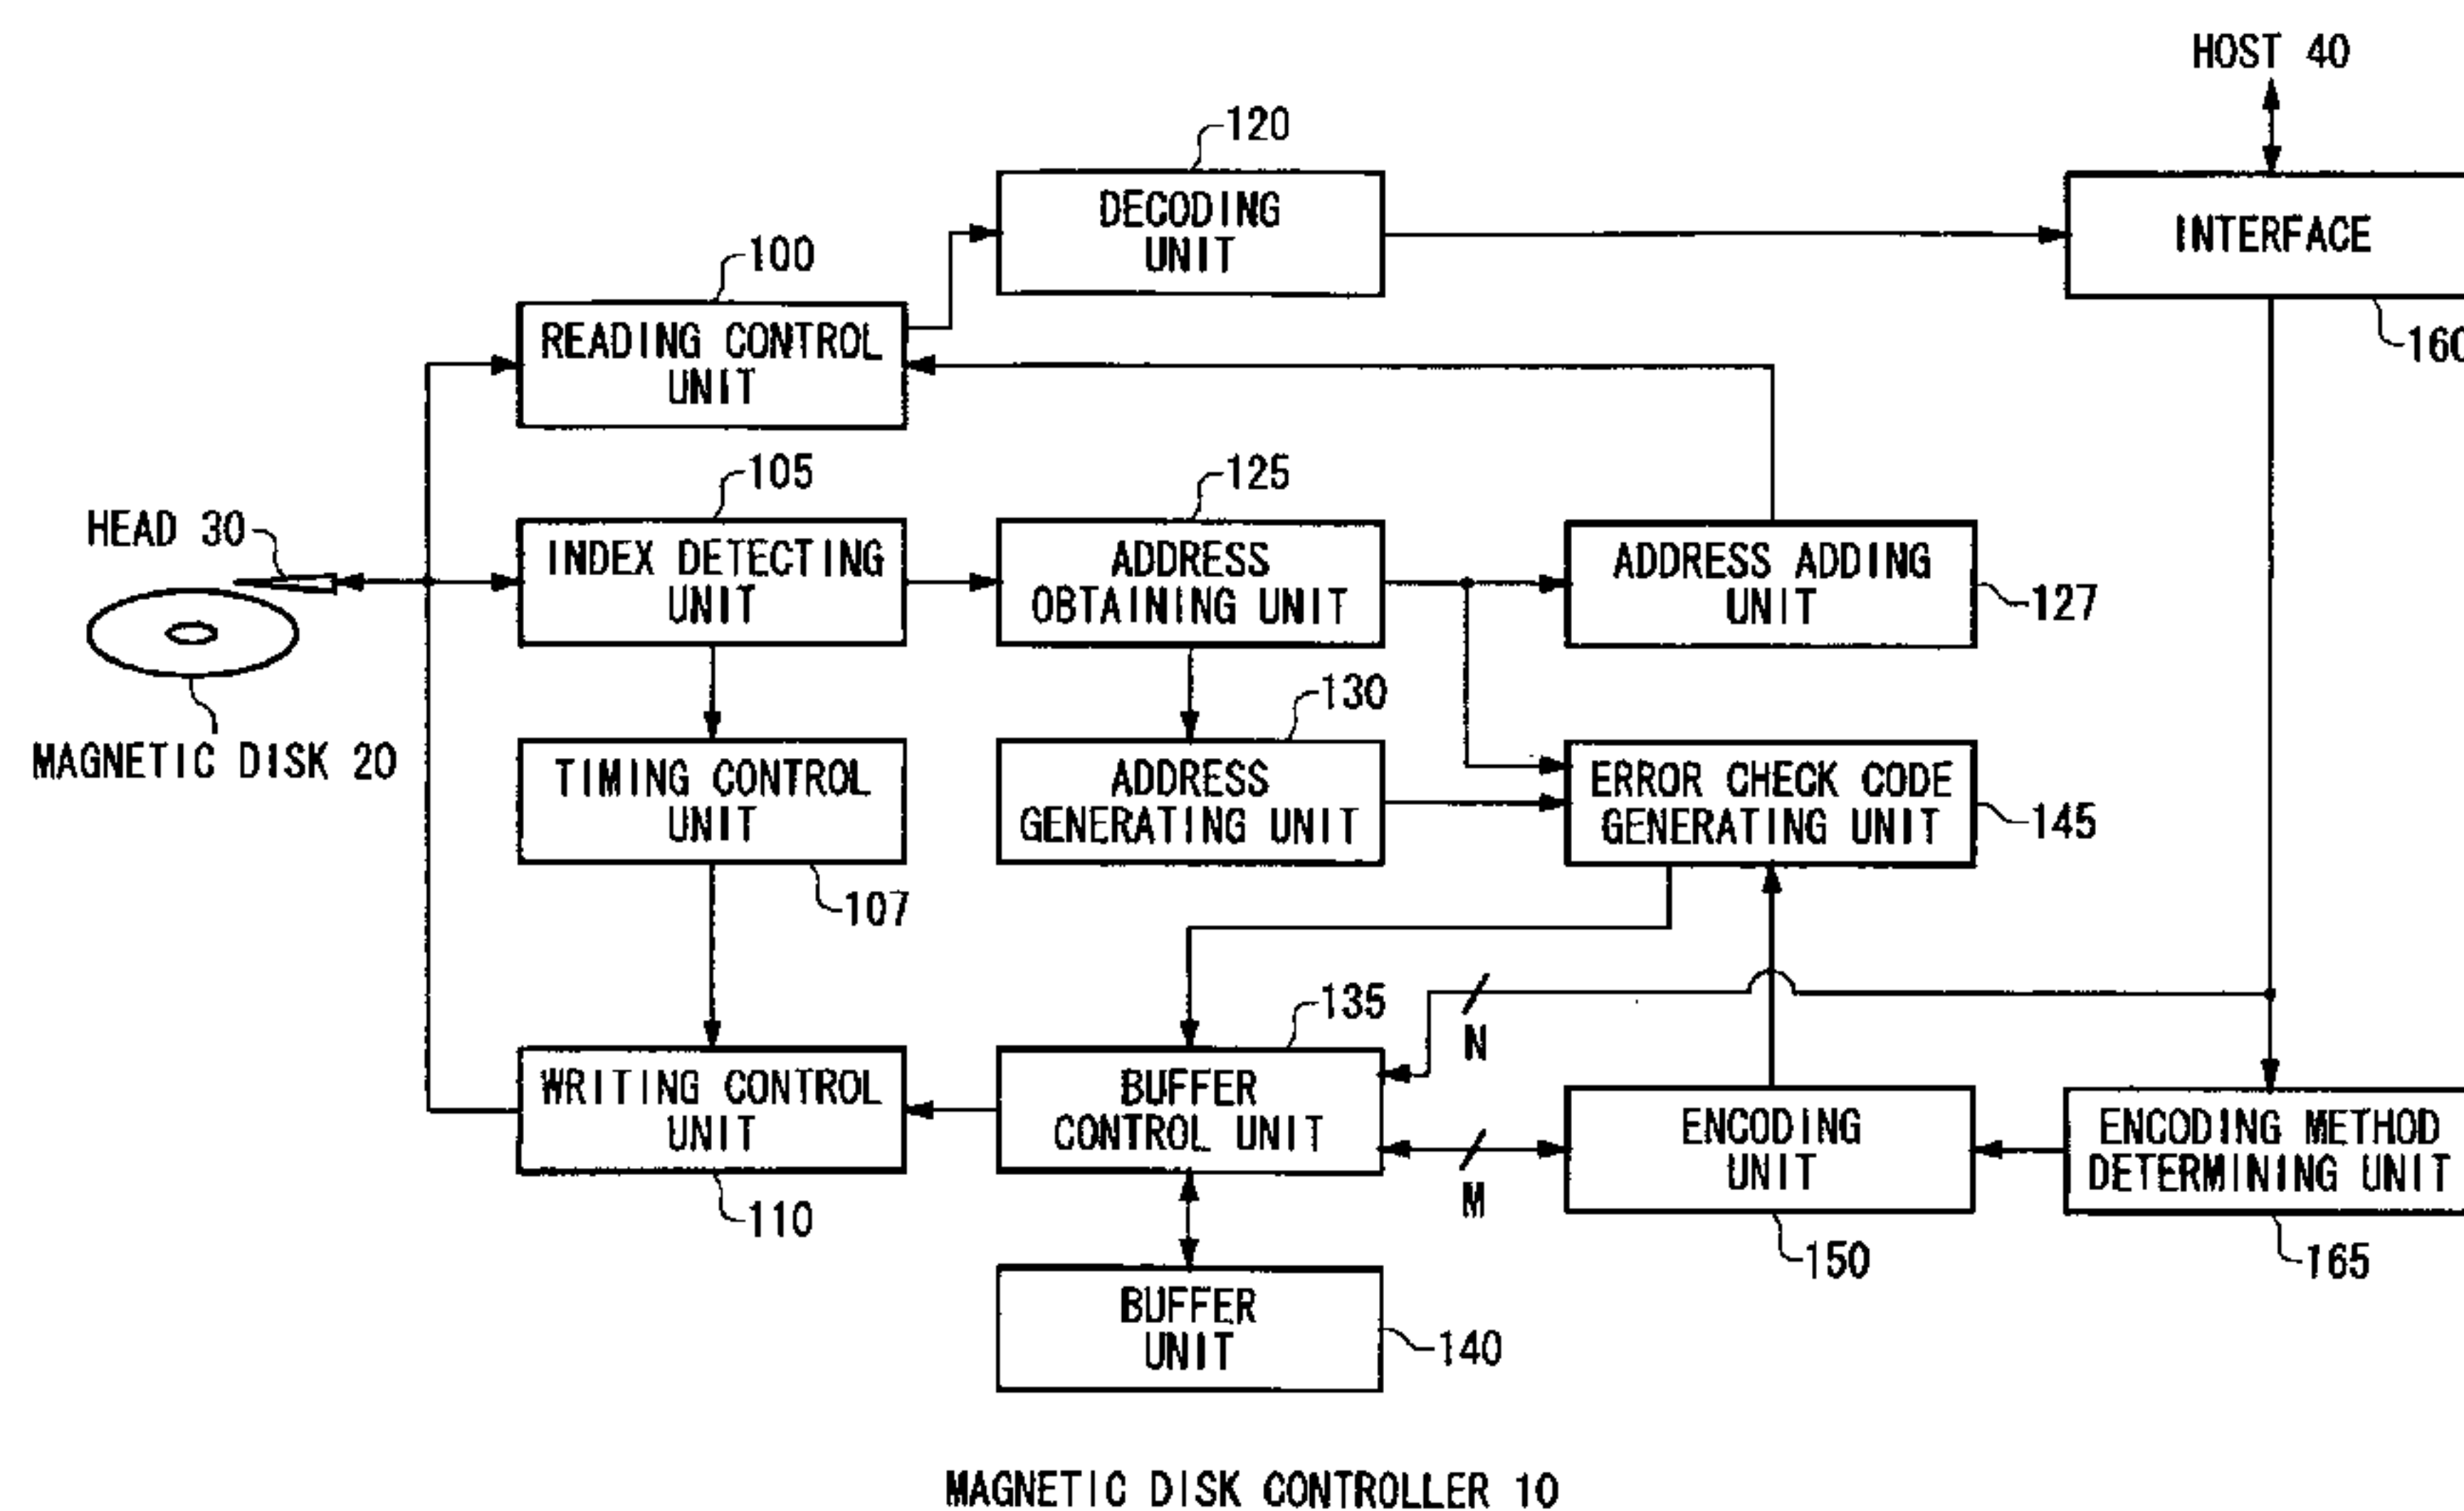 HOST 40
120
DECODING
UNIT
INTERFACE
160
100
READING CONTROL
UNIT
105
125
HEAD 30
INDEX DETECTING
UNIT
ADDRESS
OBTAINING UNIT
ADDRESS ADDING
UNIT
127
MAGNETIC DISK 20
130
TIMING CONTROL
UNIT
107
ADDRESS
GENERATING UNIT
ERROR CHECK CODE
GENERATING UNIT
145
135
N
WRITING CONTROL
UNIT
110
BUFFER
CONTROL UNIT
M
ENCODING
UNIT
150
ENCODING METHOD
DETERMINING UNIT
165
BUFFER
UNIT
140
MAGNETIC DISK CONTROLLER 10